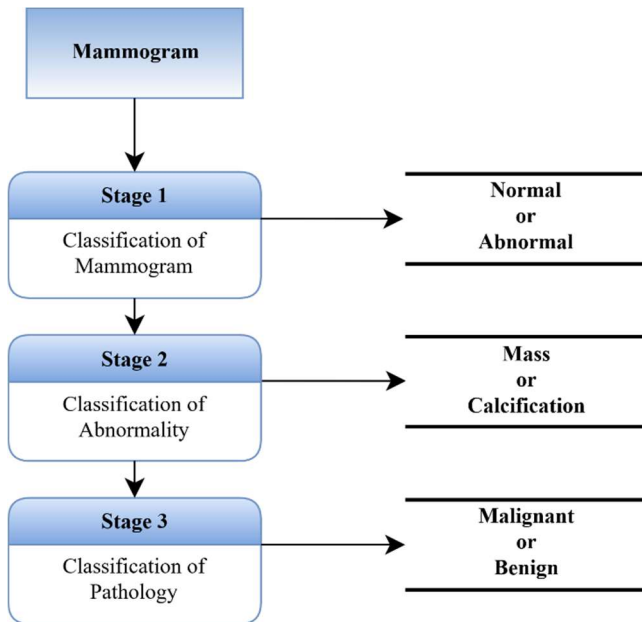 Mammogram
Stage 1
Classification of
Mammogram
Normal
or
Abnormal
Stage 2
Classification of
Abnormality
Mass
or
Calcification
Stage 3
Classification of
Pathology
Malignant
or
Benign